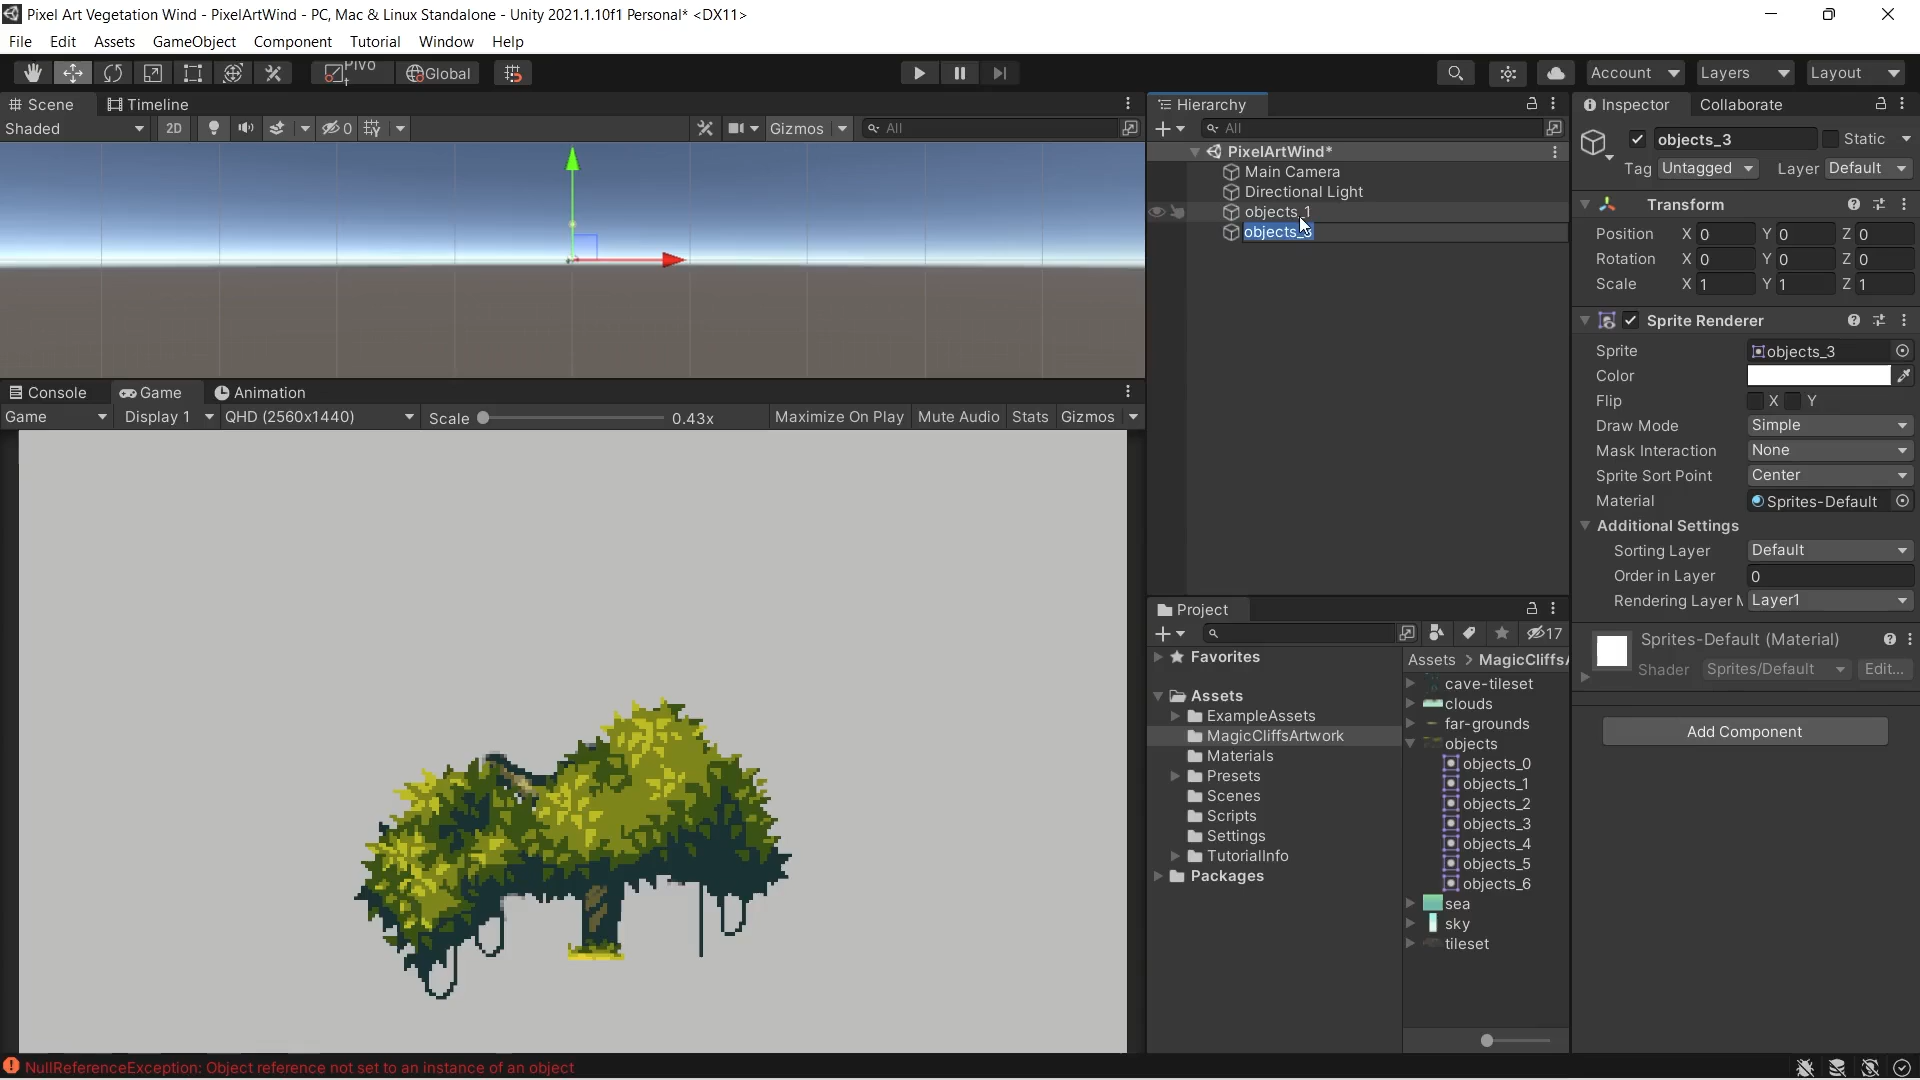 Pixel Art Vegetation Wind - PixelArtWind - PC, Mac & Linux Standalone - Unity 2021.1.10f1 Personal* <DX11>
File Edit Assets GameObject Component Tutorial Window Help
Pivot Global Account Layers Layout
Scene Timeline
Shaded 2D 0 Gizmos All
Hierarchy
All
PixelArtWind*
Main Camera
Directional Light
objects_1
objects_3
Inspector Collaborate
objects_3 Static
Tag Untagged Layer Default
Transform
Position X 0 Y 0 Z 0
Rotation X 0 Y 0 Z 0
Scale X 1 Y 1 Z 1
Sprite Renderer
Sprite objects_3
Color
Flip X Y
Draw Mode Simple
Mask Interaction None
Sprite Sort Point Center
Material Sprites-Default
Additional Settings
Sorting Layer Default
Order in Layer 0
Rendering Layer M Layer1
Sprites-Default (Material)
Shader Sprites/Default Edit...
Add Component
Console Game Animation
Game Display 1 QHD (2560x1440) Scale 0.43x Maximize On Play Mute Audio Stats Gizmos
Project
17
Favorites
Assets
ExampleAssets
MagicCliffsArtwork
Materials
Presets
Scenes
Scripts
Settings
TutorialInfo
Packages
Assets > MagicCliffsA
cave-tileset
clouds
far-grounds
objects
objects_0
objects_1
objects_2
objects_3
objects_4
objects_5
objects_6
sea
sky
tileset
NullReferenceException: Object reference not set to an instance of an object